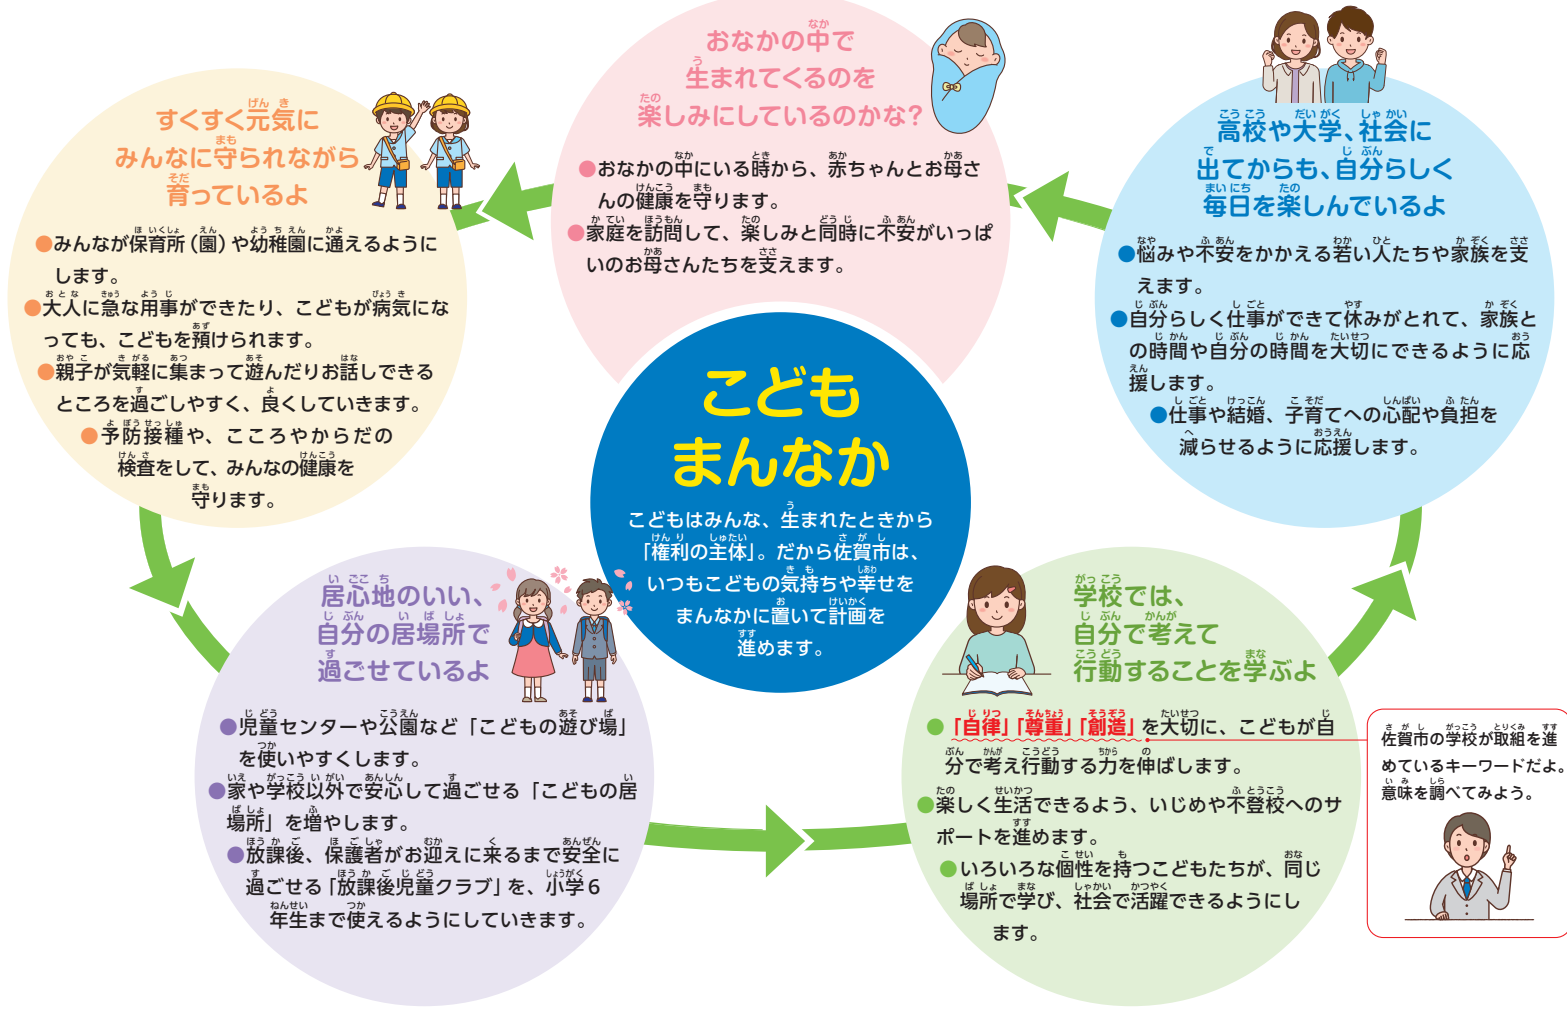 おなかの中で
生まれてくるのを
楽しみにしているのかな？
●おなかの中にいる時から、赤ちゃんとお母さ
んの健康を守ります。
●家庭を訪問して、楽しみと同時に不安がいっぱ
いのお母さんたちを支えます。
すくすく元気に
みんなに守られながら
育っているよ
●みんなが保育所（園）や幼稚園に通えるように
します。
●大人に急な用事ができたり、こどもが病気にな
っても、こどもを預けられます。
●親子が気軽に集まって遊んだりお話しできる
ところを過ごしやすく、良くしていきます。
●予防接種や、こころやからだの
検査をして、みんなの健康を
守ります。
居心地のいい、
自分の居場所で
過ごせているよ
●児童センターや公園など「こどもの遊び場」
を使いやすくします。
●家や学校以外で安心して過ごせる「こどもの居
場所」を増やします。
●放課後、保護者がお迎えに来るまで安全に
過ごせる「放課後児童クラブ」を、小学６
年生まで使えるようにしていきます。
学校では、
自分で考えて
行動することを学ぶよ
●「自律」「尊重」「創造」を大切に、こどもが自
分で考え行動する力を伸ばします。
●楽しく生活できるよう、いじめや不登校へのサ
ポートを進めます。
●いろいろな個性を持つこどもたちが、同じ
場所で学び、社会で活躍できるようにし
ます。
佐賀市の学校が取組を進
めているキーワードだよ。
意味を調べてみよう。
高校や大学、社会に
出てからも、自分らしく
毎日を楽しんでいるよ
●悩みや不安をかかえる若い人たちや家族を支
えます。
●自分らしく仕事ができて休みがとれて、家族と
の時間や自分の時間を大切にできるように応
援します。
●仕事や結婚、子育てへの心配や負担を
減らせるように応援します。
こども
まんなか
こどもはみんな、生まれたときから
「権利の主体」。だから佐賀市は、
いつもこどもの気持ちや幸せを
まんなかに置いて計画を
進めます。